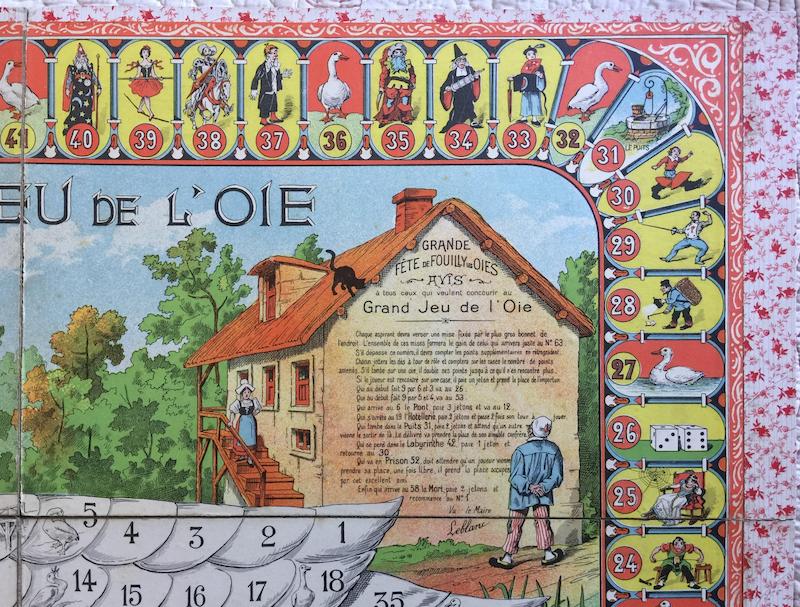 41 40 39 38 37 36 35 34 33 32
LE PUITS
31
30
29
28
27
26
25
24
EU DE L'OIE
GRANDE
FÊTE DE FOUILLY LES OIES
AVIS
à tous ceux qui veulent concourir au
Grand Jeu de l'Oie
Chaque aspirant devra verser une mise fixée par le plus gros bonnet de
l'endroit. L'ensemble de ces mises formera le gain de celui qui arrivera juste au Nº 63
S'il dépasse ce numéro, il devra compter les points supplémentaires en rétrogradant.
Chacun jettera les dés à tour de rôle et comptera sur les cases le nombre de points
amenés. S'il tombe sur une oie, il double ses points jusqu'à ce qu'il n'en rencontre plus.
Si le joueur est rencontré sur une case, il paie un jeton et prend la place de l'importun.
Qui au début fait 9 par 6 et 3 va au 26
Qui au début fait 9 par 5 et 4, va au 53
Qui arrive au 6 le Pont, paie 3 jetons et va au 12
Qui s'arrête au 19 l'Hôtellerie, paie 3 jetons et passe 2 fois son tour à jouer.
Qui tombe dans le Puits 31, paie 3 jetons et attend qu'un autre
vienne le sortir de là. Le délivré va prendre la place de son aimable confrère
Qui se perd dans le Labyrinthe 42, paie 1 jeton et
retourne au 30
Qui va en Prison 52, doit attendre qu'un joueur vienne
prendre sa place, une fois libre, il prend la place occupée
par cet excellent ami
Enfin qui arrive au 58 la Mort, paie 2 jetons et
recommence au Nº 1
Vu le Maire
Leblanc
5 4 3 2 1
14 15 16 17 18
35